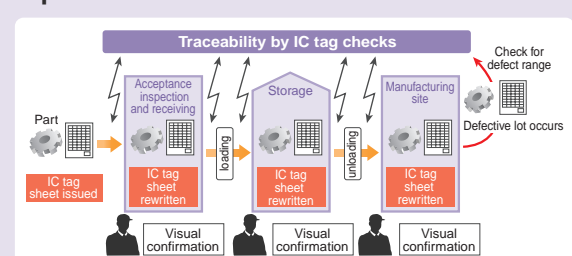 Traceability by IC tag checks
Check for
defect range
Acceptance
inspection
and receiving
Storage
Manufacturing
site
Part
loading
unloading
Defective lot occurs
IC tag
sheet issued
IC tag
sheet
rewritten
IC tag
sheet
rewritten
IC tag
sheet
rewritten
Visual
confirmation
Visual
confirmation
Visual
confirmation